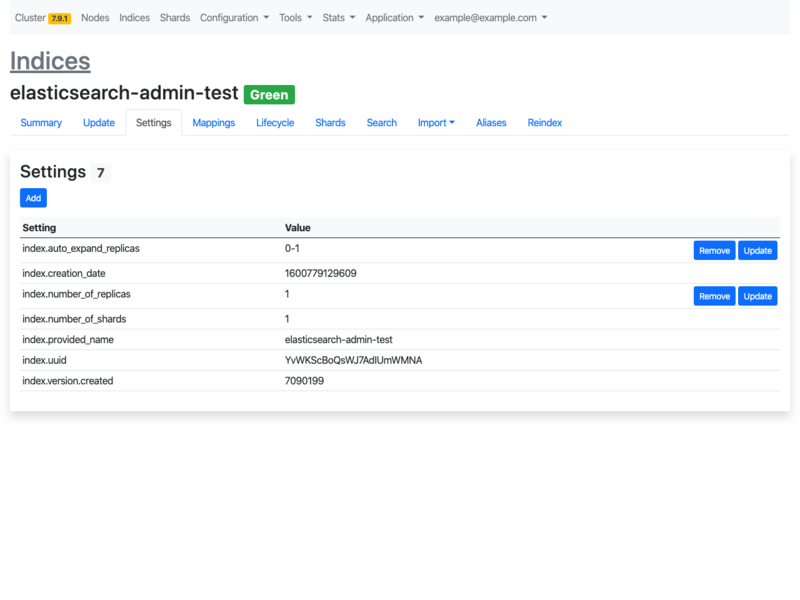 Cluster 7.9.1 Nodes Indices Shards Configuration Tools Stats Application example@example.com
Indices
elasticsearch-admin-test Green
Summary Update Settings Mappings Lifecycle Shards Search Import Aliases Reindex
Settings 7
Add
Setting Value
index.auto_expand_replicas 0-1 Remove Update
index.creation_date 1600779129609
index.number_of_replicas 1 Remove Update
index.number_of_shards 1
index.provided_name elasticsearch-admin-test
index.uuid YvWKScBoQsWJ7AdlUmWMNA
index.version.created 7090199